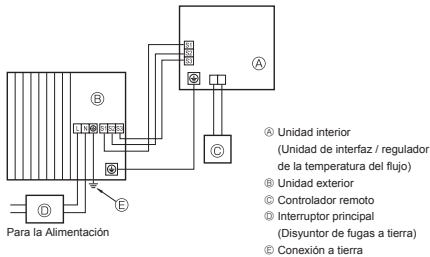 S1
S2
S3
Ⓐ
Ⓑ
L N S1 S2 S3
Ⓒ
Ⓓ
Ⓔ
Para la Alimentación
Ⓐ Unidad interior
(Unidad de interfaz / regulador
de la temperatura del flujo)
Ⓑ Unidad exterior
Ⓒ Controlador remoto
Ⓓ Interruptor principal
(Disyuntor de fugas a tierra)
Ⓔ Conexión a tierra